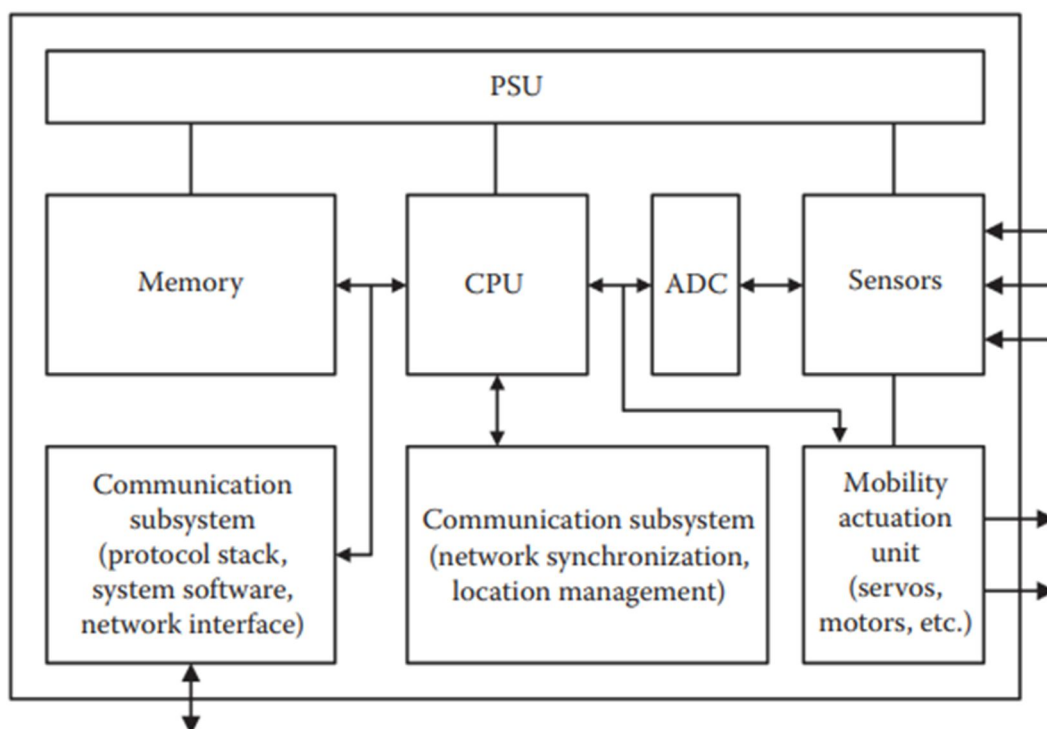 PSU
Memory
CPU
ADC
Sensors
Communication
subsystem
(protocol stack,
system software,
network interface)
Communication subsystem
(network synchronization,
location management)
Mobility
actuation
unit
(servos,
motors, etc.)